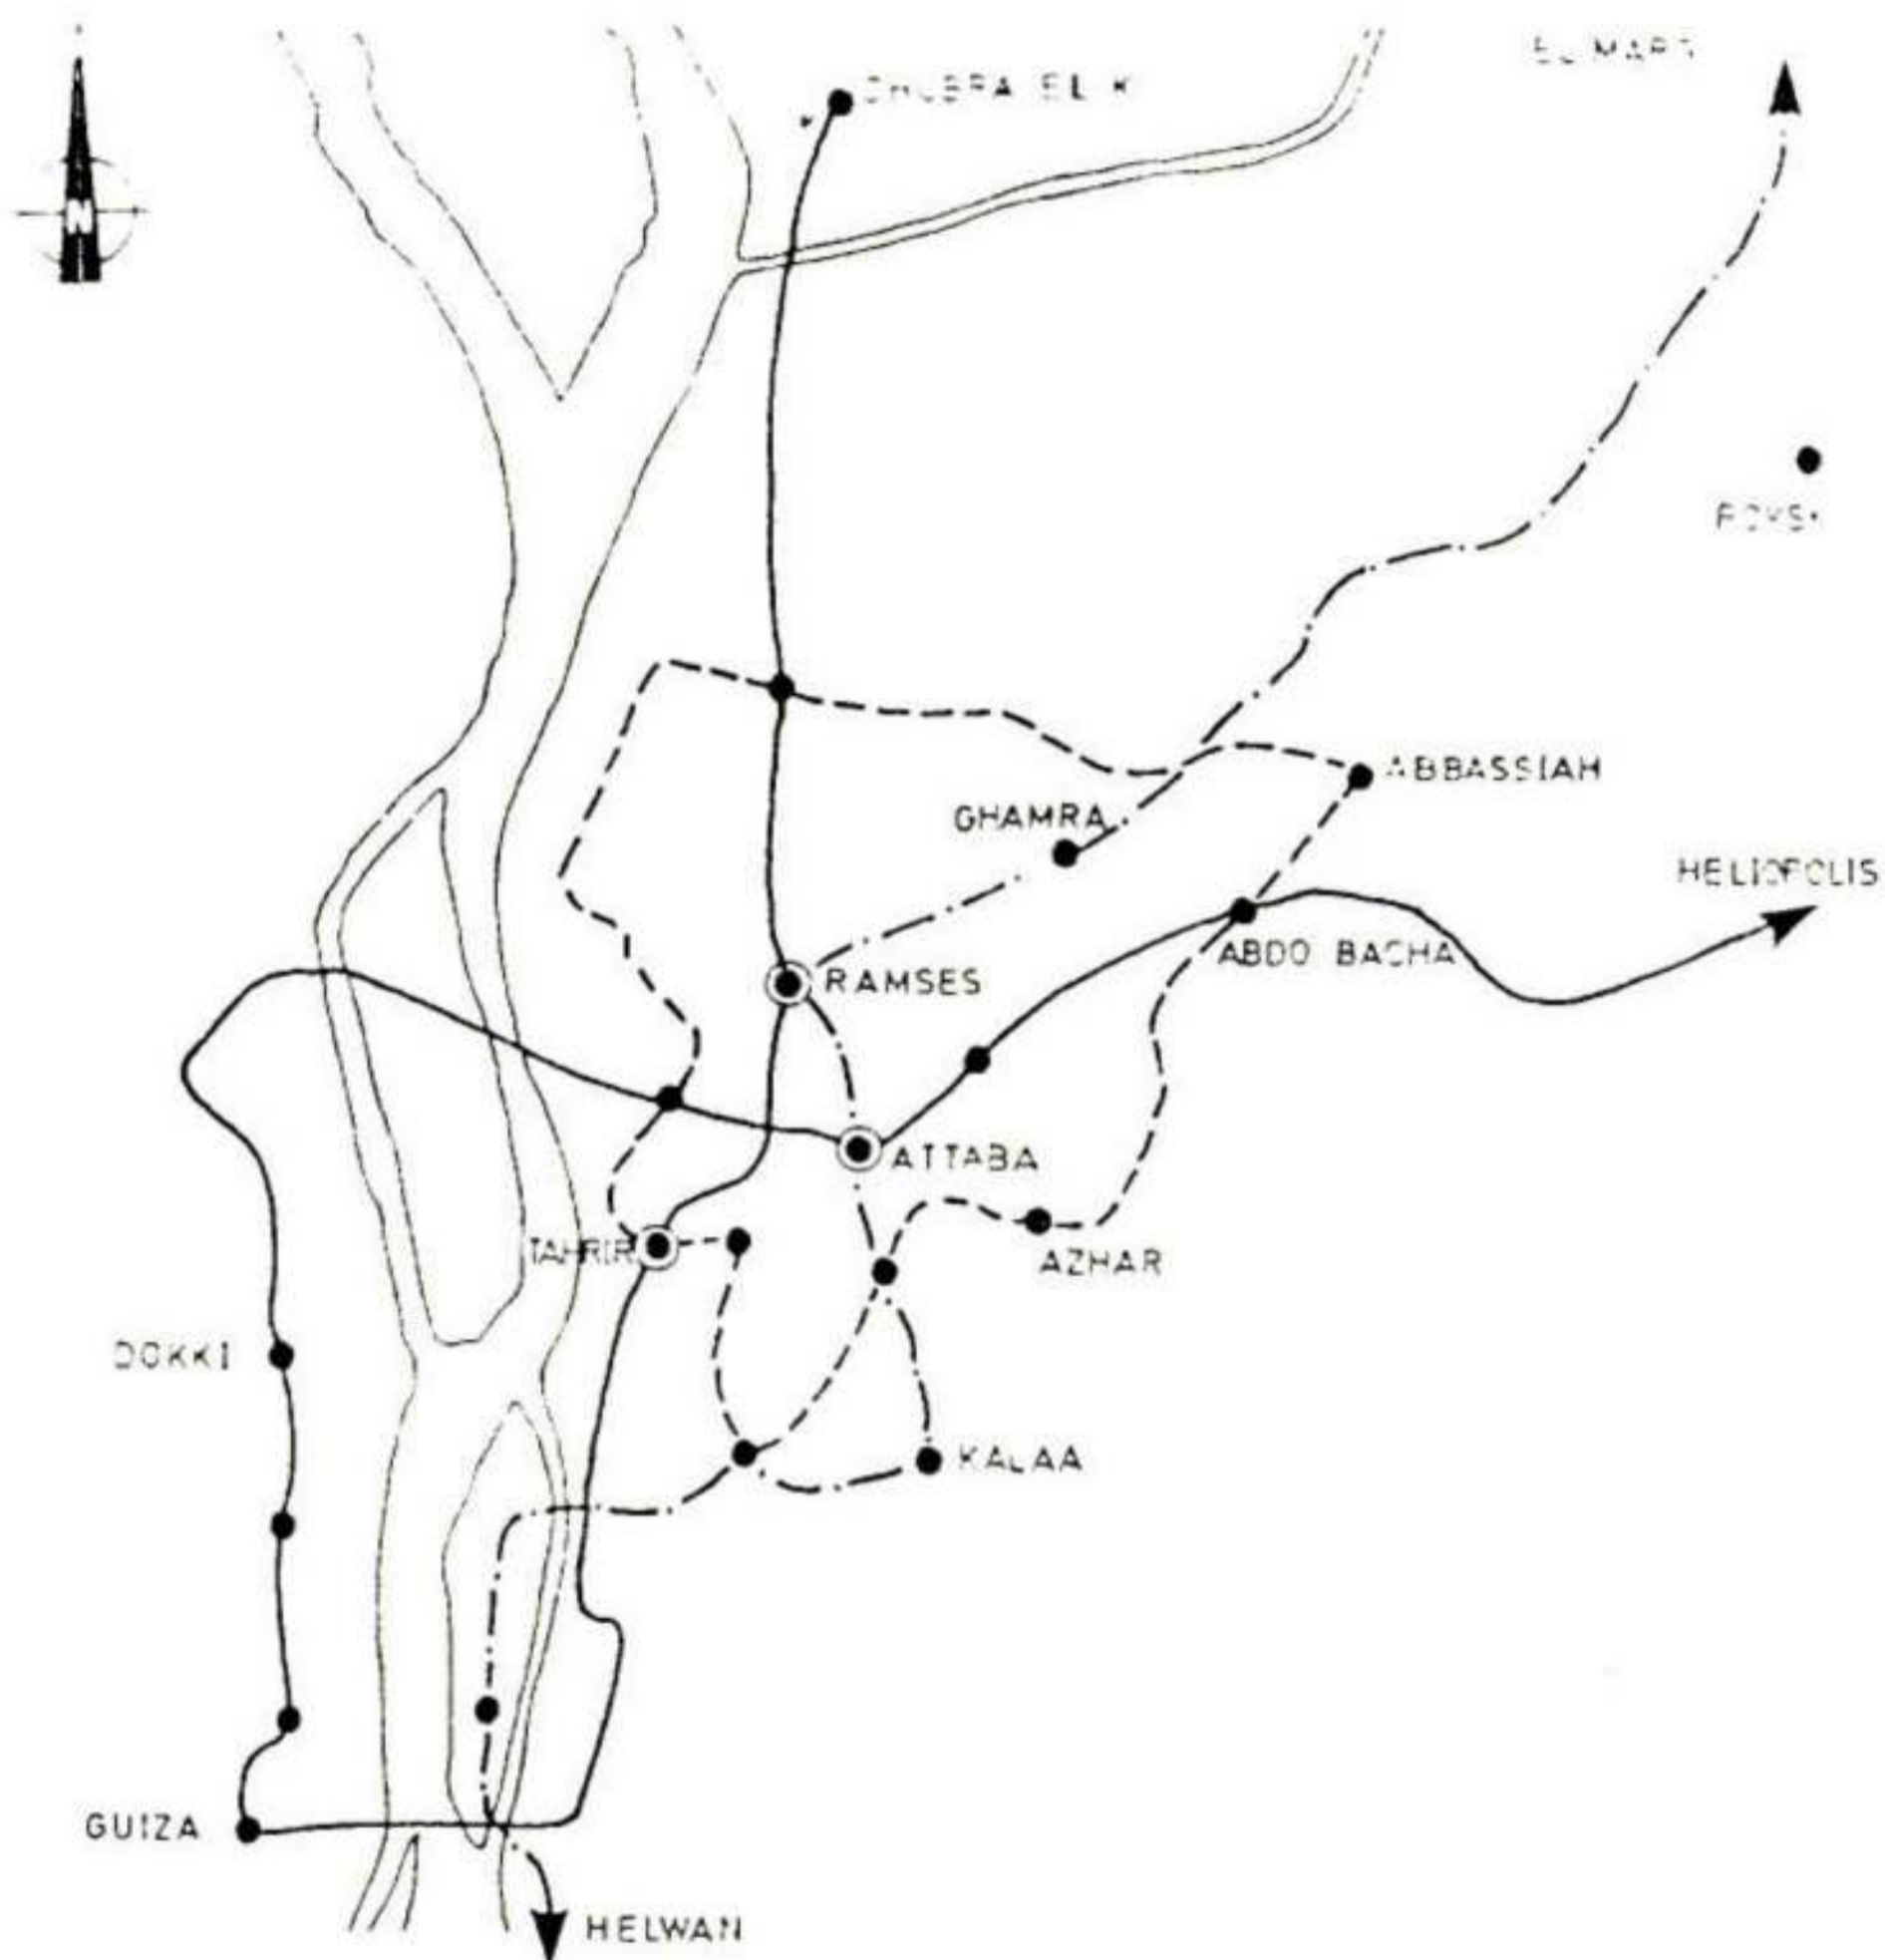 N
GHAMRA
ABBASSIAH
HELIOPOLIS
ABDO BACHA
RAMSES
ATTABA
TAHRIR
AZHAR
DOKKI
KALAA
GUIZA
HELWAN